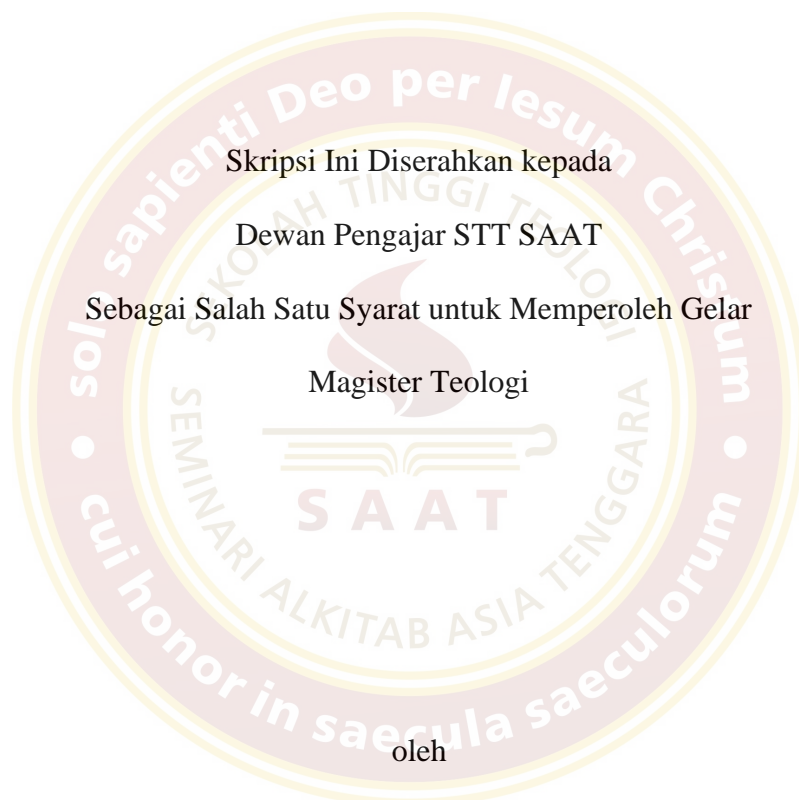 Skripsi Ini Diserahkan kepada
Dewan Pengajar STT SAAT
Sebagai Salah Satu Syarat untuk Memperoleh Gelar
Magister Teologi
oleh
solo sapienti Deo per Iesum Christum
cui honor in saecula saeculorum
SEKOLAH TINGGI TEOLOGI
SEMINARI ALKITAB ASIA TENGGARA
SAAT